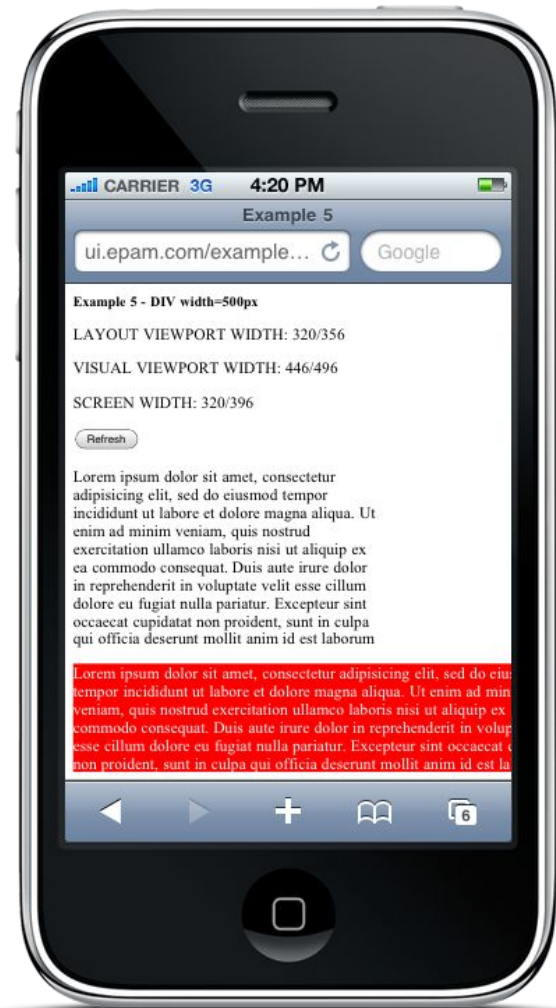 CARRIER 3G 4:20 PM
Example 5
ui.epam.com/example... Google
Example 5 - DIV width=500px
LAYOUT VIEWPORT WIDTH: 320/356
VISUAL VIEWPORT WIDTH: 446/496
SCREEN WIDTH: 320/396
Refresh
Lorem ipsum dolor sit amet, consectetur
adipisicing elit, sed do eiusmod tempor
incididunt ut labore et dolore magna aliqua. Ut
enim ad minim veniam, quis nostrud
exercitation ullamco laboris nisi ut aliquip ex
ea commodo consequat. Duis aute irure dolor
in reprehenderit in voluptate velit esse cillum
dolore eu fugiat nulla pariatur. Excepteur sint
occaecat cupidatat non proident, sunt in culpa
qui officia deserunt mollit anim id est laborum
Lorem ipsum dolor sit amet, consectetur adipisicing elit, sed do eiu
tempor incididunt ut labore et dolore magna aliqua. Ut enim ad min
veniam, quis nostrud exercitation ullamco laboris nisi ut aliquip ex
commodo consequat. Duis aute irure dolor in reprehenderit in volup
esse cillum dolore eu fugiat nulla pariatur. Excepteur sint occaecat c
non proident, sunt in culpa qui officia deserunt mollit anim id est la
6